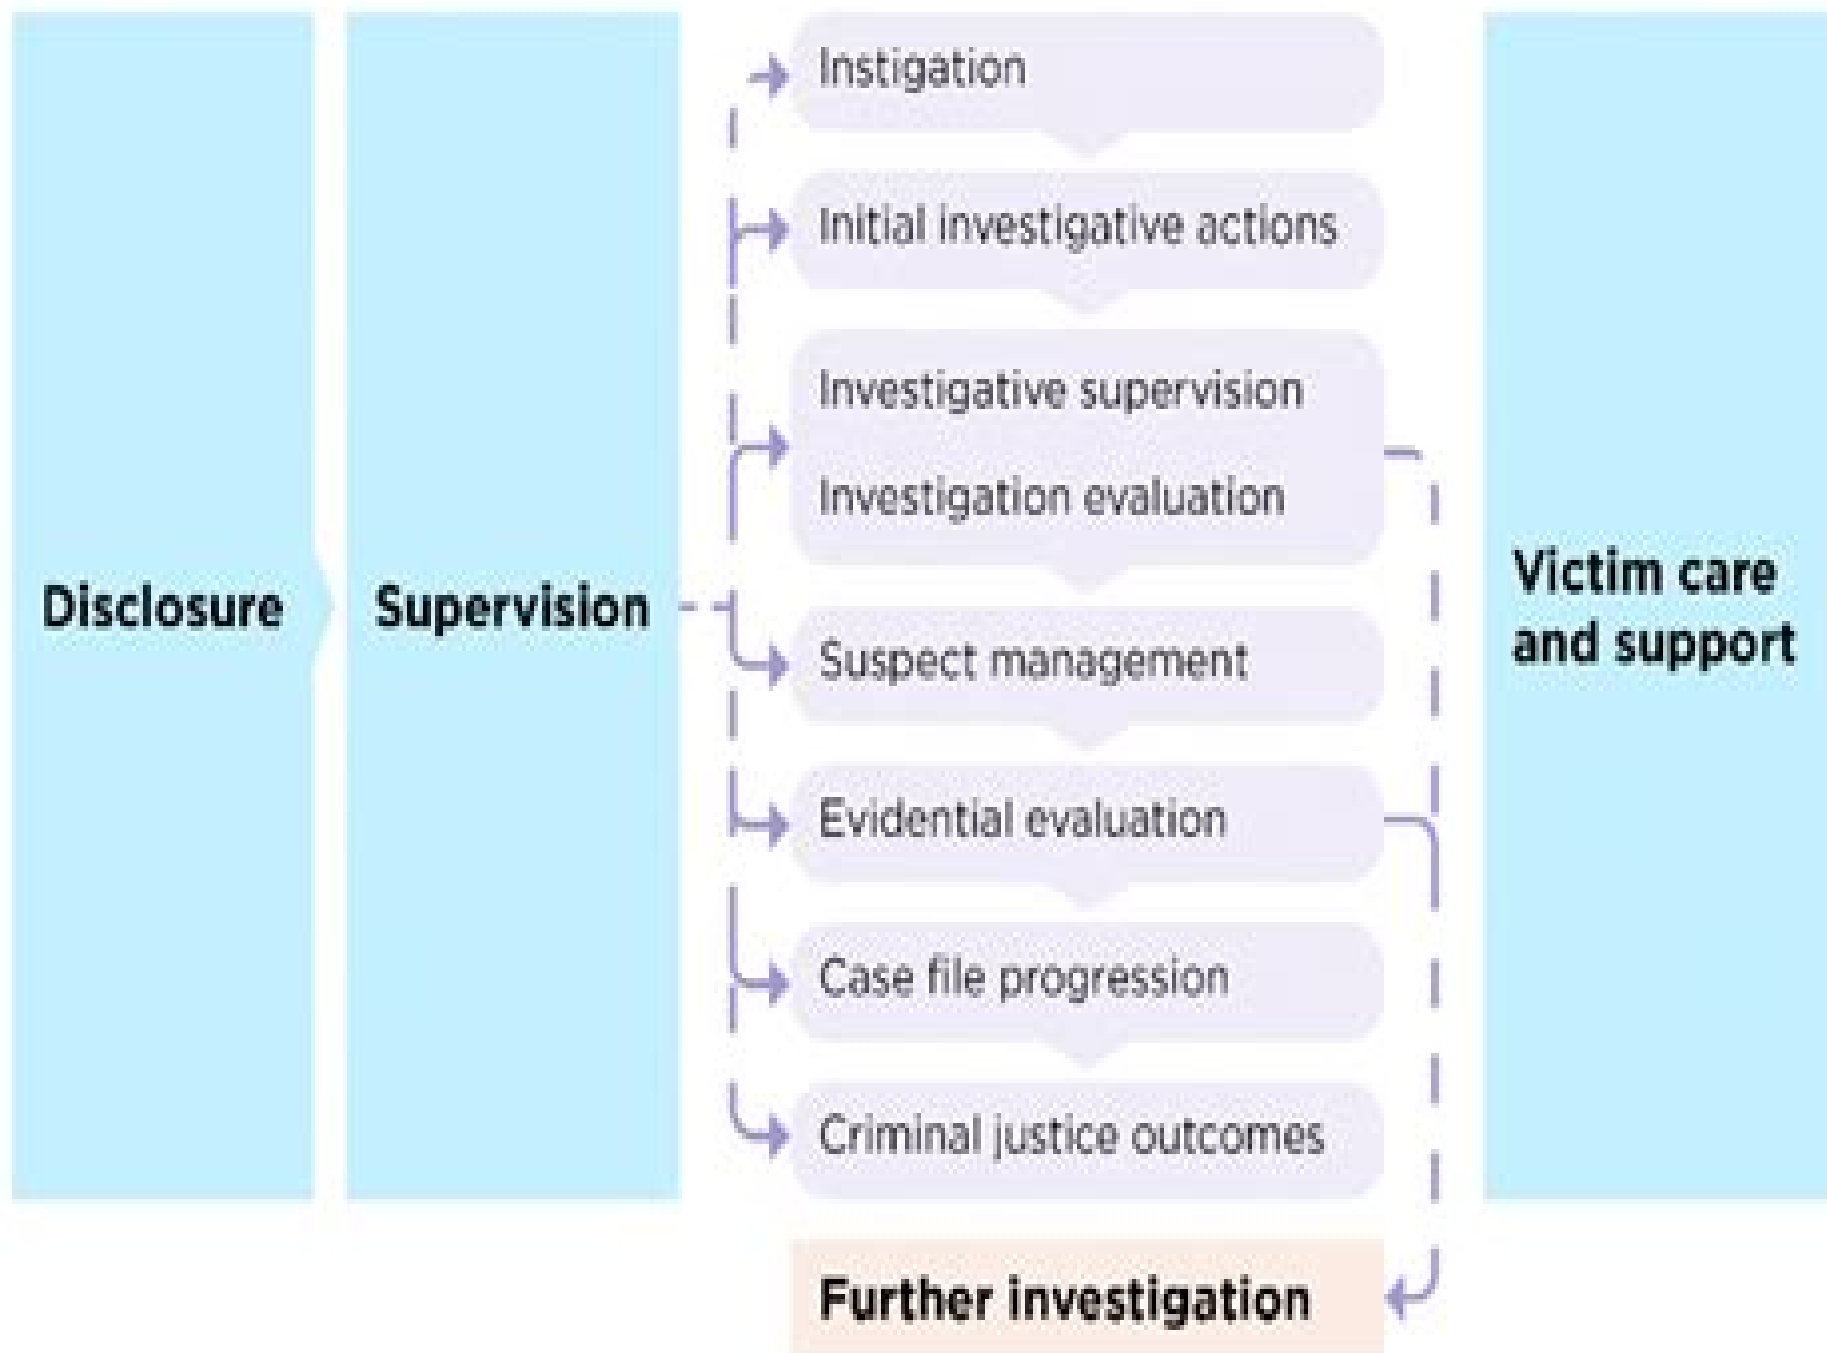 Disclosure
Supervision
Instigation
Initial investigative actions
Investigative supervision
Investigation evaluation
Suspect management
Evidential evaluation
Case file progression
Criminal justice outcomes
Further investigation
Victim care
and support